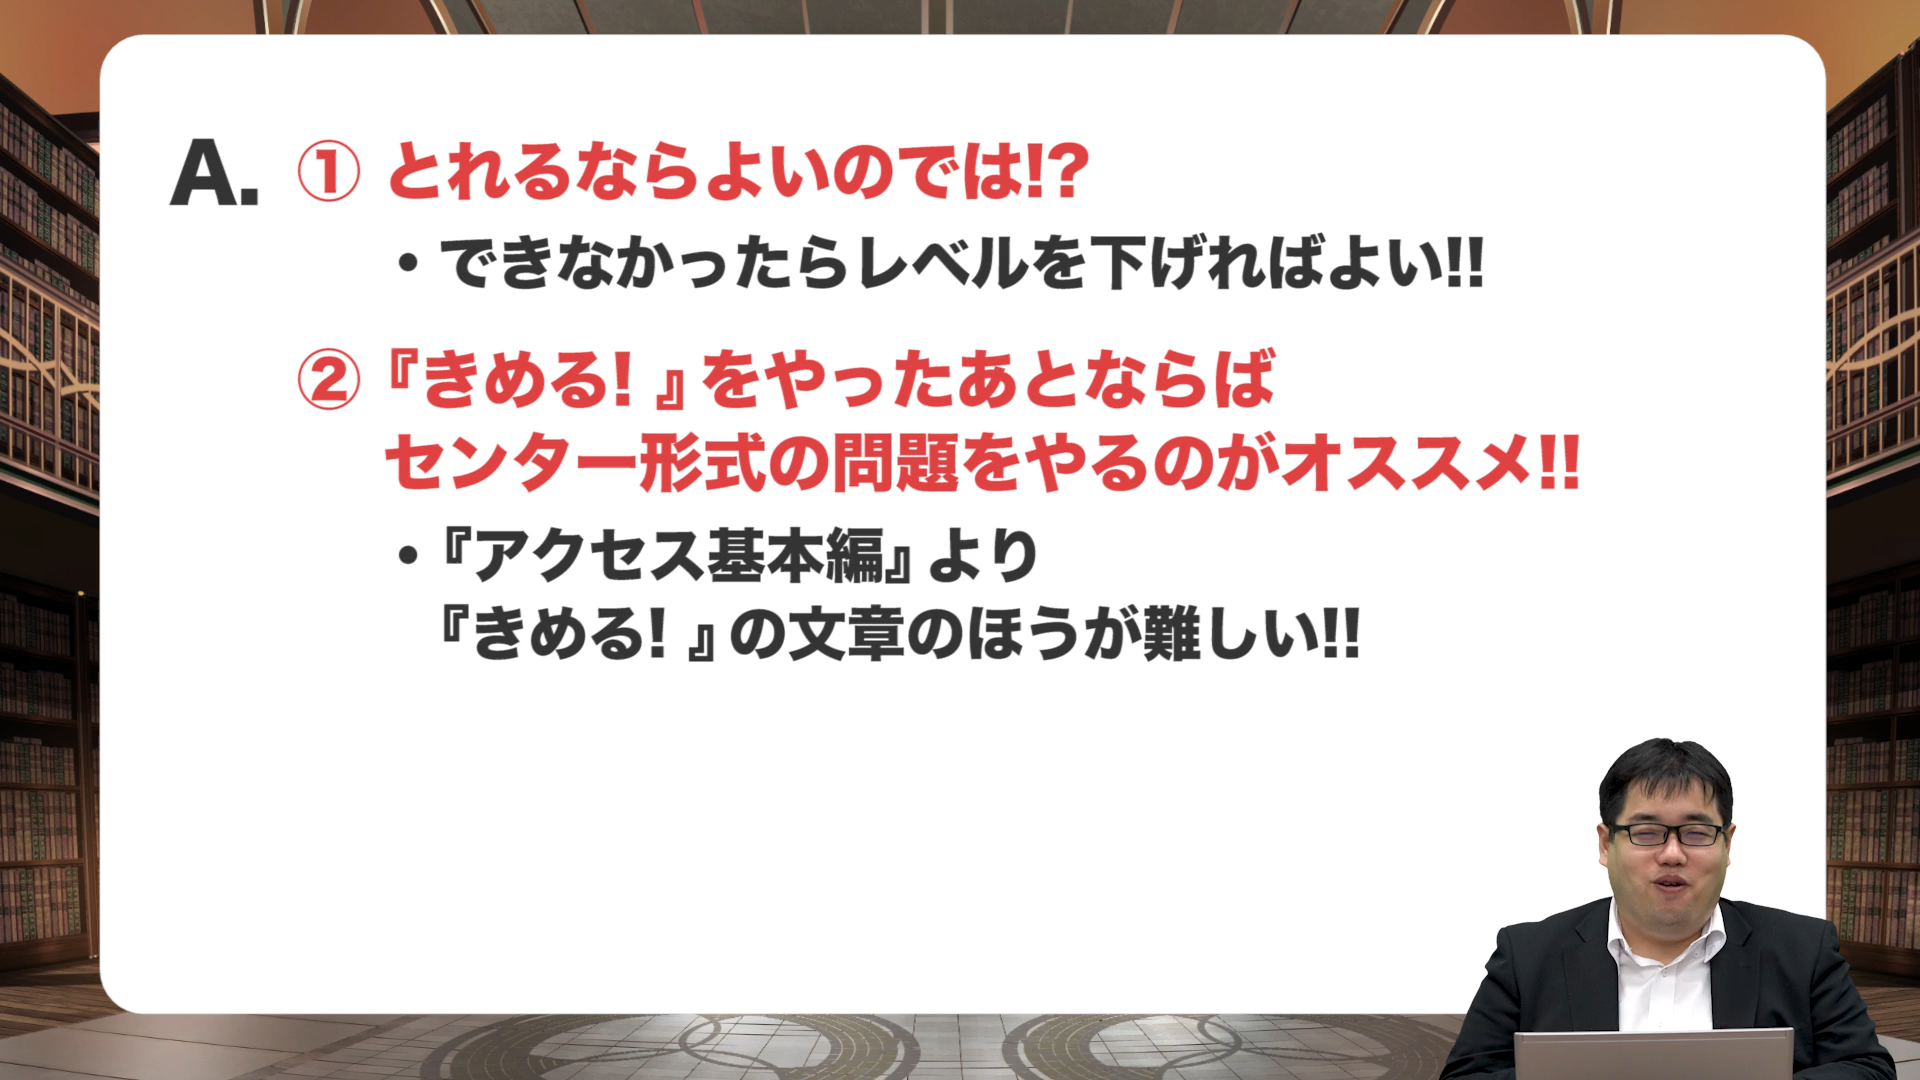 A. ① とれるならよいのでは!?
・できなかったらレベルを下げればよい!!
②『きめる! 』をやったあとならば
センター形式の問題をやるのがオススメ!!
・『アクセス基本編』より
『きめる! 』の文章のほうが難しい!!